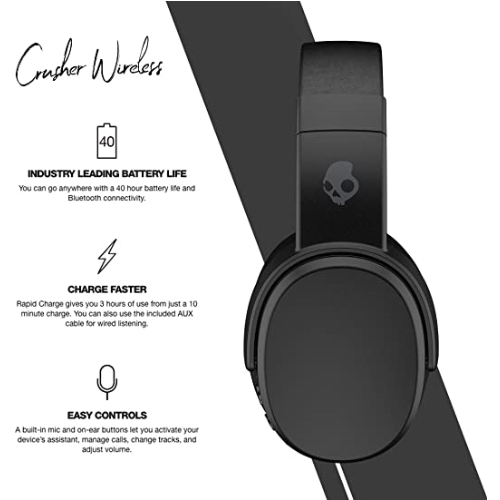 Crusher Wireless
40
INDUSTRY LEADING BATTERY LIFE
You can go anywhere with a 40 hour battery life and
Bluetooth connectivity.
CHARGE FASTER
Rapid Charge gives you 3 hours of use from just a 10
minute charge. You can also use the included AUX
cable for wired listening.
EASY CONTROLS
A built-in mic and on-ear buttons let you activate your
device's assistant, manage calls, change tracks, and
adjust volume.